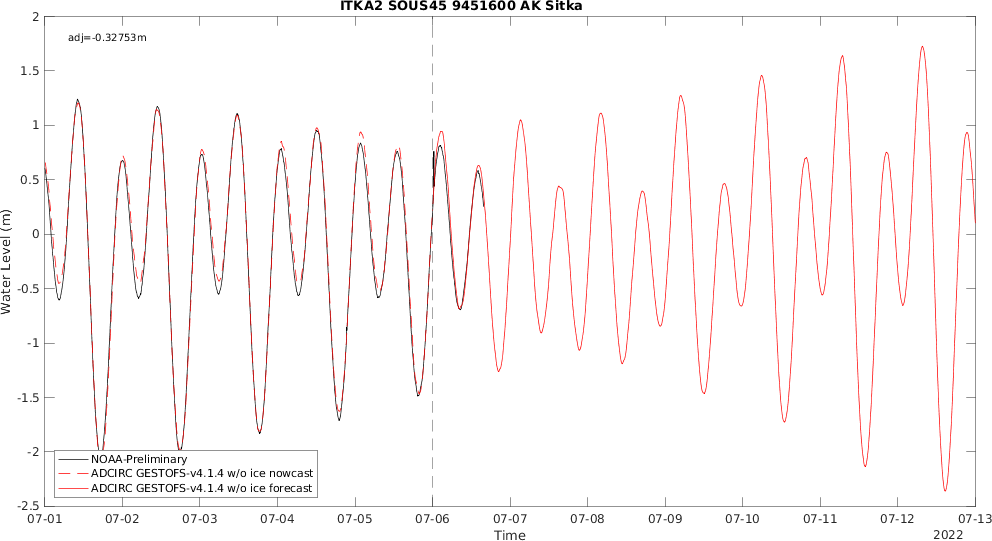 ITKA2 SOUS45 9451600 AK Sitka
adj=-0.32753m
2
1.5
1
0.5
0
-0.5
-1
-1.5
-2
-2.5
Water Level (m)
NOAA-Preliminary
ADCIRC GESTOFS-v4.1.4 w/o ice nowcast
ADCIRC GESTOFS-v4.1.4 w/o ice forecast
07-01 07-02 07-03 07-04 07-05 07-06 07-07 07-08 07-09 07-10 07-11 07-12 07-13
Time
2022